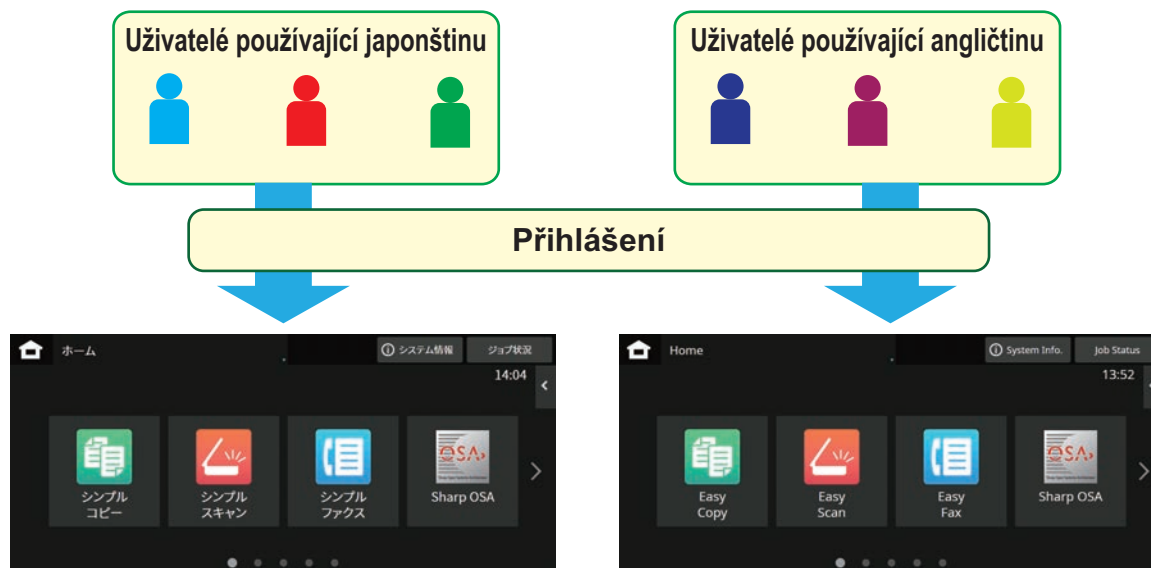 Uživatelé používající japonštinu
Uživatelé používající angličtinu
Přihlášení
ホーム
システム情報
ジョブ状況
14:04
シンプル
コピー
シンプル
スキャン
シンプル
ファクス
OSA
Sharp OSA
Home
System Info.
Job Status
13:52
Easy
Copy
Easy
Scan
Easy
Fax
OSA
Sharp OSA